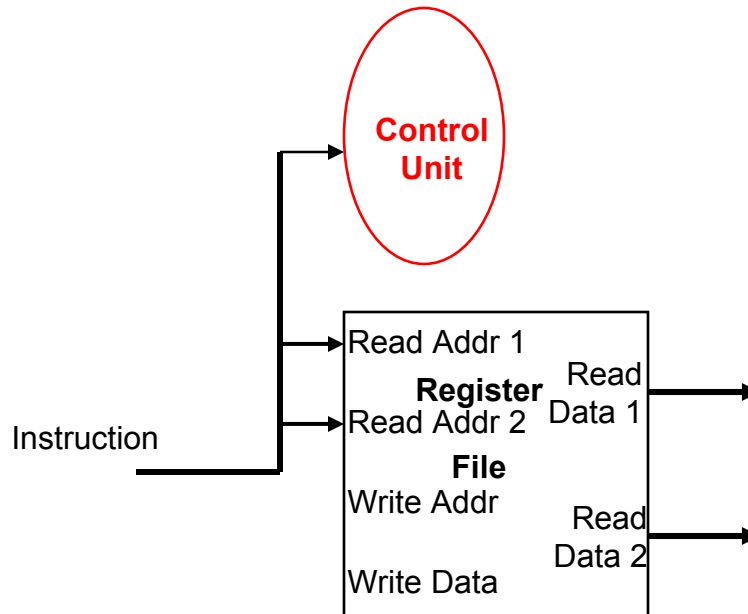 Control
Unit
Read Addr 1
Register
Read
Data 1
Read Addr 2
Instruction
File
Write Addr
Read
Data 2
Write Data